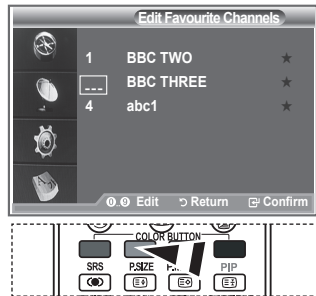 Edit Favourite Channels
1 BBC TWO ★
--- BBC THREE ★
4 abc1 ★
0..9 Edit Return Confirm
COLOR BUTTON
SRS P.SIZE PIP